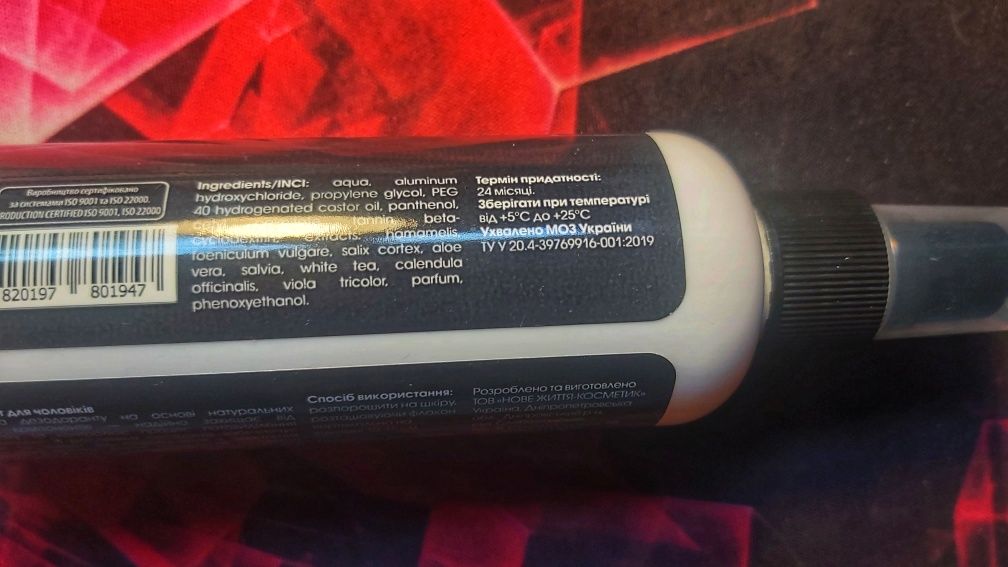 Виробництво сертифіковано
за системами ISO 9001 та ISO 22000.
PRODUCTION CERTIFIED ISO 9001, ISO 22000
820197 801947
Ingredients/INCI: aqua, aluminum
hydroxychloride, propylene glycol, PEG
40 hydrogenated castor oil, panthenol,
tannin, beta-
extracts: hamamelis,
foeniculum vulgare, salix cortex, aloe
vera, salvia, white tea, calendula
officinalis, viola tricolor, parfum,
phenoxyethanol.
Термін придатності:
24 місяці.
Зберігати при температурі
від +5°C до +25°C
Ухвалено МОЗ України
ТУ У 20.4-39769916-001:2019
для чоловіків
дезодоранту на основі натуральних
Спосіб використання:
розпорошити на шкіру,
розташовуючи флакон
Розроблено та виготовлено
ТОВ «НОВЕ ЖИТТЯ-КОСМЕТИК»
Україна, Дніпропетровська